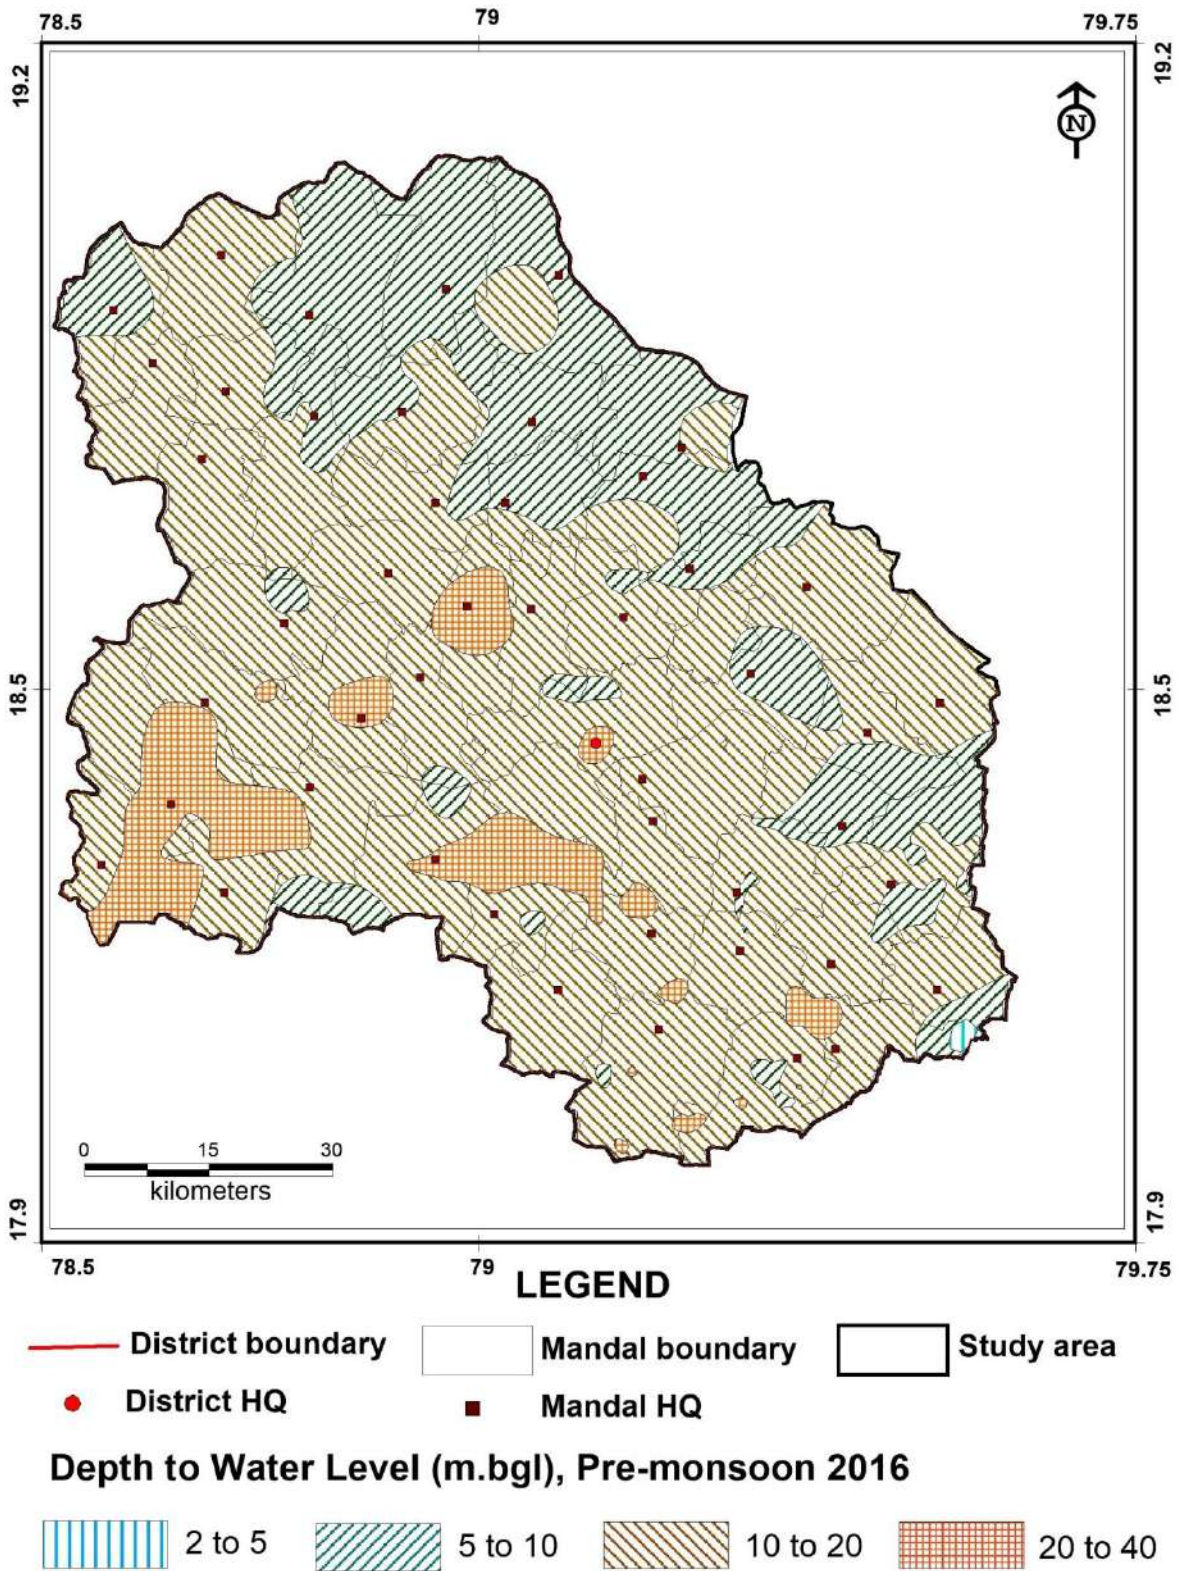 78.5 79 79.75
19.2 19.2
N
18.5 18.5
0 15 30
kilometers
17.9 17.9
78.5 79 79.75
LEGEND
District boundary Mandal boundary Study area
District HQ Mandal HQ
Depth to Water Level (m.bgl), Pre-monsoon 2016
2 to 5 5 to 10 10 to 20 20 to 40